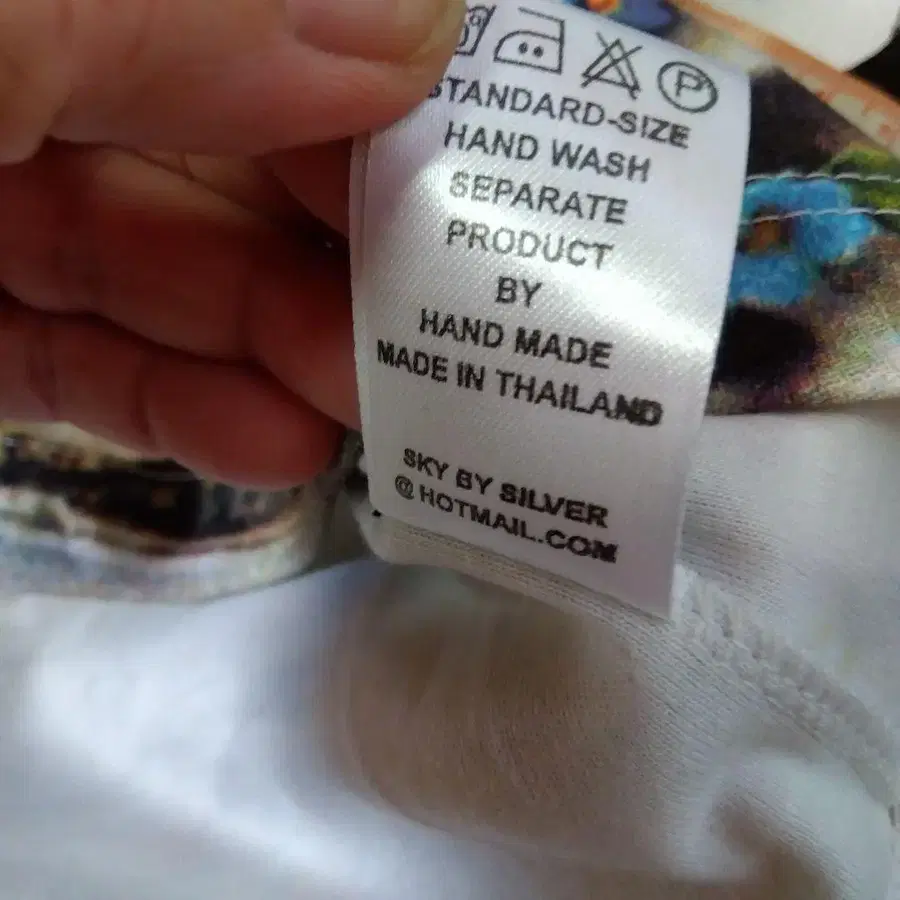 P
STANDARD-SIZE
HAND WASH
SEPARATE
PRODUCT
BY
HAND MADE
MADE IN THAILAND
SKY BY SILVER
@HOTMAIL.COM